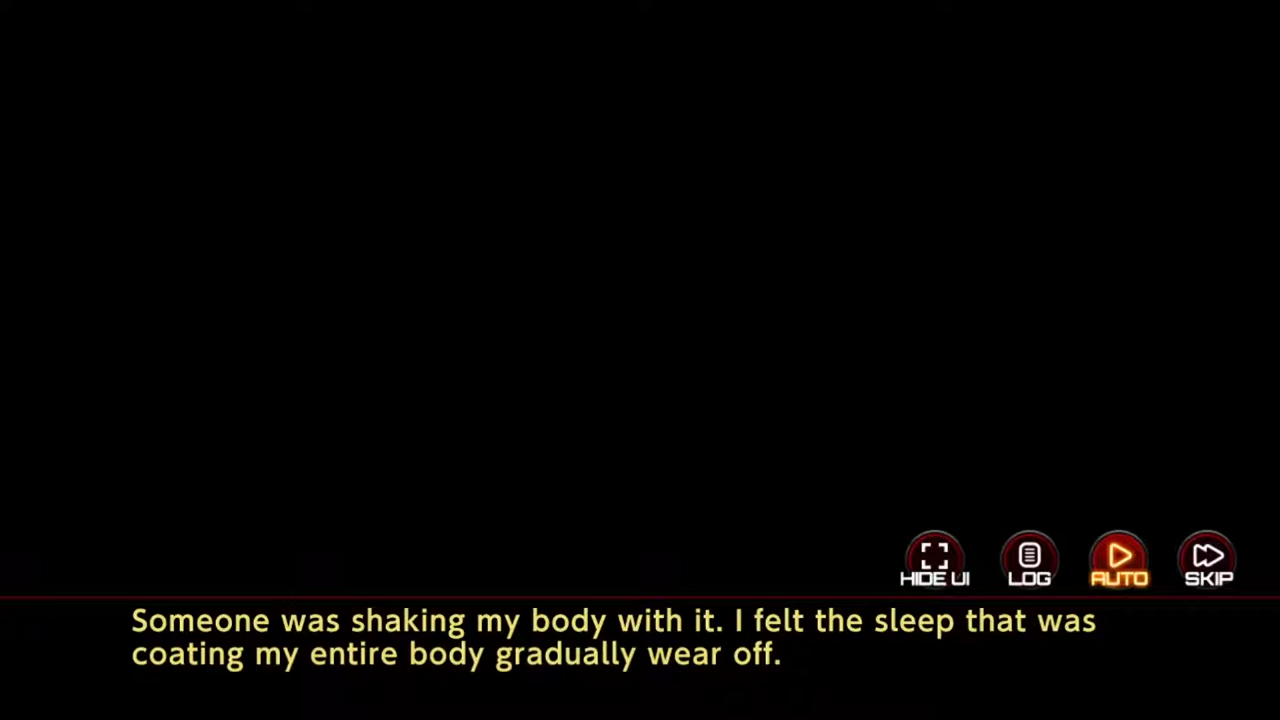 HIDE UI LOG AUTO SKIP
Someone was shaking my body with it. I felt the sleep that was
coating my entire body gradually wear off.